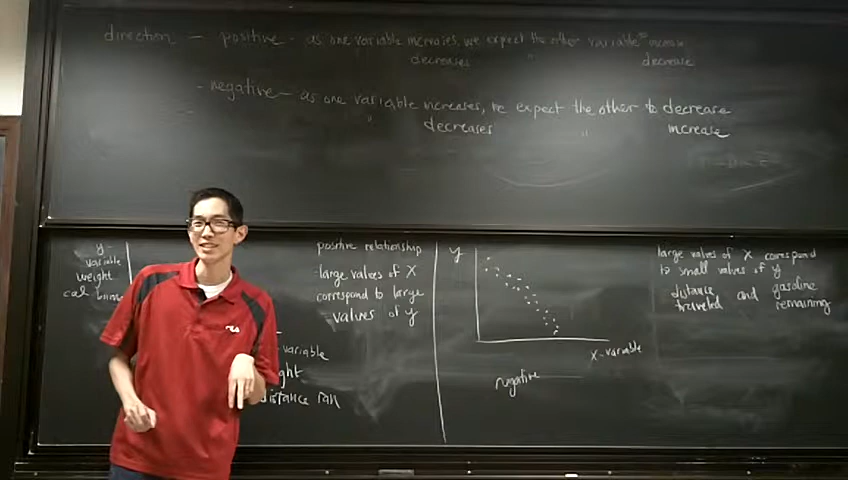 direction — positive - as one variable increases, we expect the other variable to increase
decreases " decrease
- negative — as one variable increases, we expect the other to decrease
" decreases " increase
y-
variable
weight
positive relationship
- large values of X
correspond to large
values of y
variable
distance ran
y
x-variable
negative
large values of X correspond
to small values of y
distance traveled and gasoline remaining